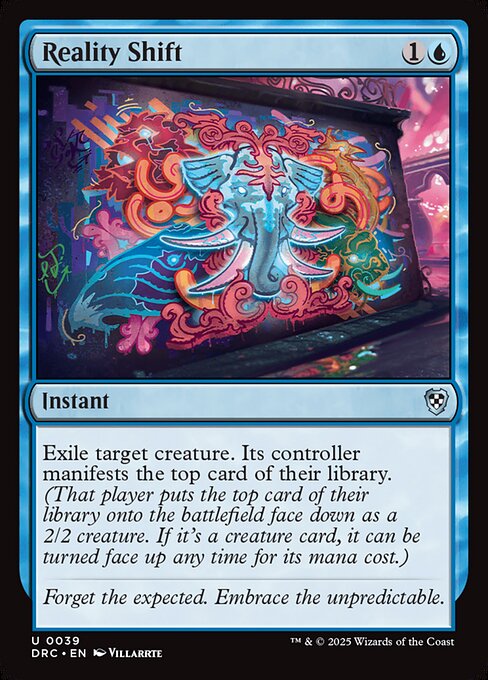 Reality Shift 1
Instant
Exile target creature. Its controller
manifests the top card of their library.
(That player puts the top card of their
library onto the battlefield face down as a
2/2 creature. If it's a creature card, it can be
turned face up any time for its mana cost.)
Forget the expected. Embrace the unpredictable.
U 0039
DRC • EN VILLARRTE
™ & © 2025 Wizards of the Coast